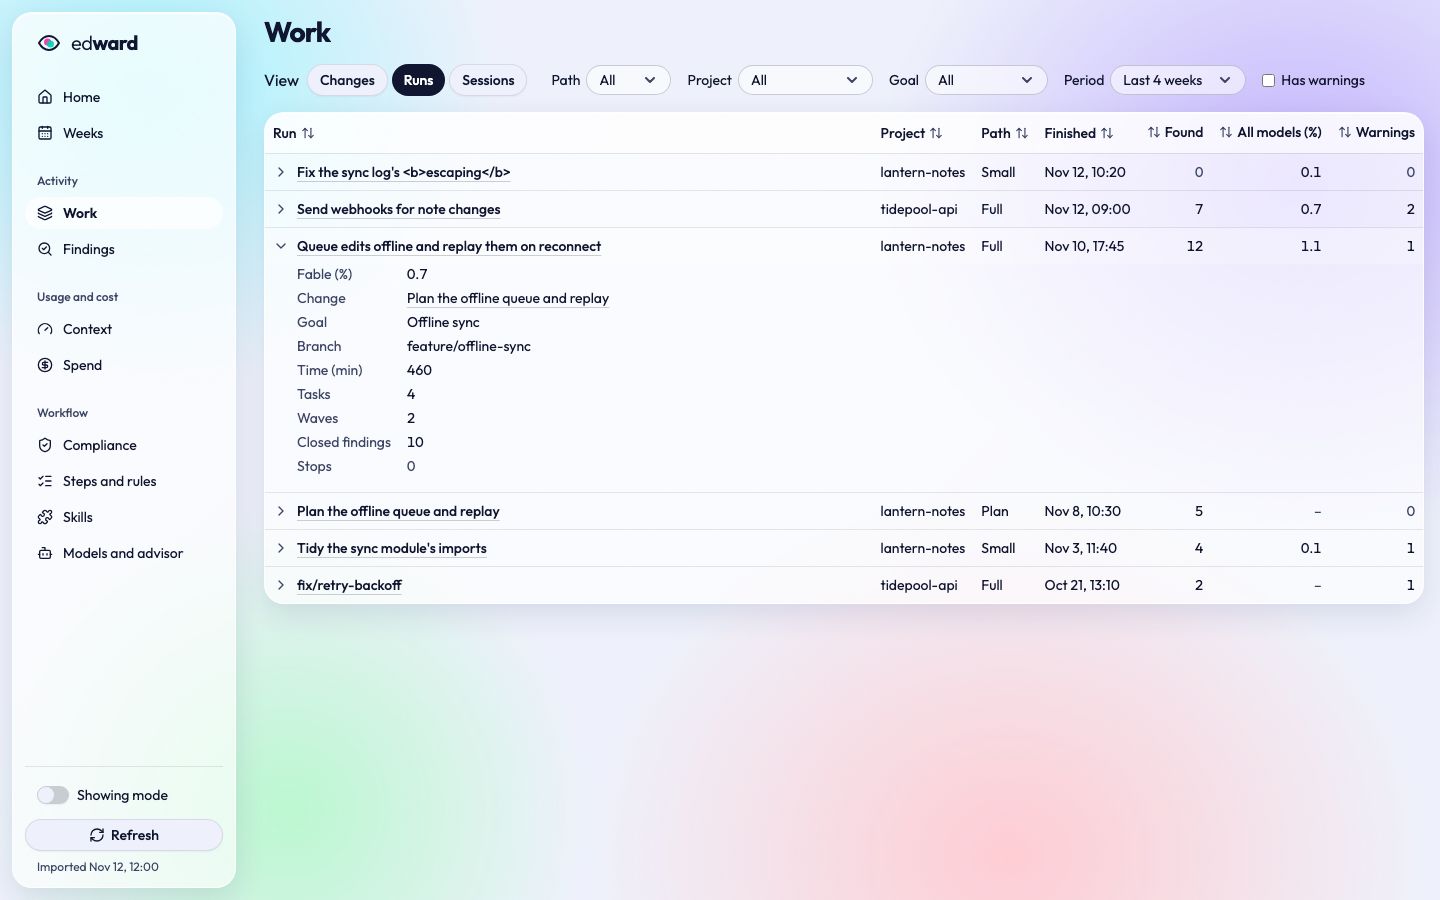 edward
Home
Weeks
Activity
Work
Findings
Usage and cost
Context
Spend
Workflow
Compliance
Steps and rules
Skills
Models and advisor
Showing mode
Refresh
Imported Nov 12, 12:00
Work
View Changes Runs Sessions Path All Project All Goal All Period Last 4 weeks Has warnings
Run Project Path Finished Found All models (%) Warnings
Fix the sync log's <b>escaping</b> lantern-notes Small Nov 12, 10:20 0 0.1 0
Send webhooks for note changes tidepool-api Full Nov 12, 09:00 7 0.7 2
Queue edits offline and replay them on reconnect lantern-notes Full Nov 10, 17:45 12 1.1 1
Fable (%) 0.7
Change Plan the offline queue and replay
Goal Offline sync
Branch feature/offline-sync
Time (min) 460
Tasks 4
Waves 2
Closed findings 10
Stops 0
Plan the offline queue and replay lantern-notes Plan Nov 8, 10:30 5 – 0
Tidy the sync module's imports lantern-notes Small Nov 3, 11:40 4 0.1 1
fix/retry-backoff tidepool-api Full Oct 21, 13:10 2 – 1